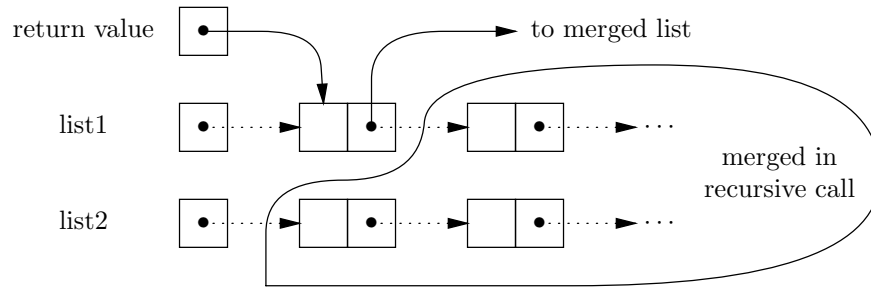 return value
to merged list
list1
· · ·
merged in
recursive call
list2
· · ·